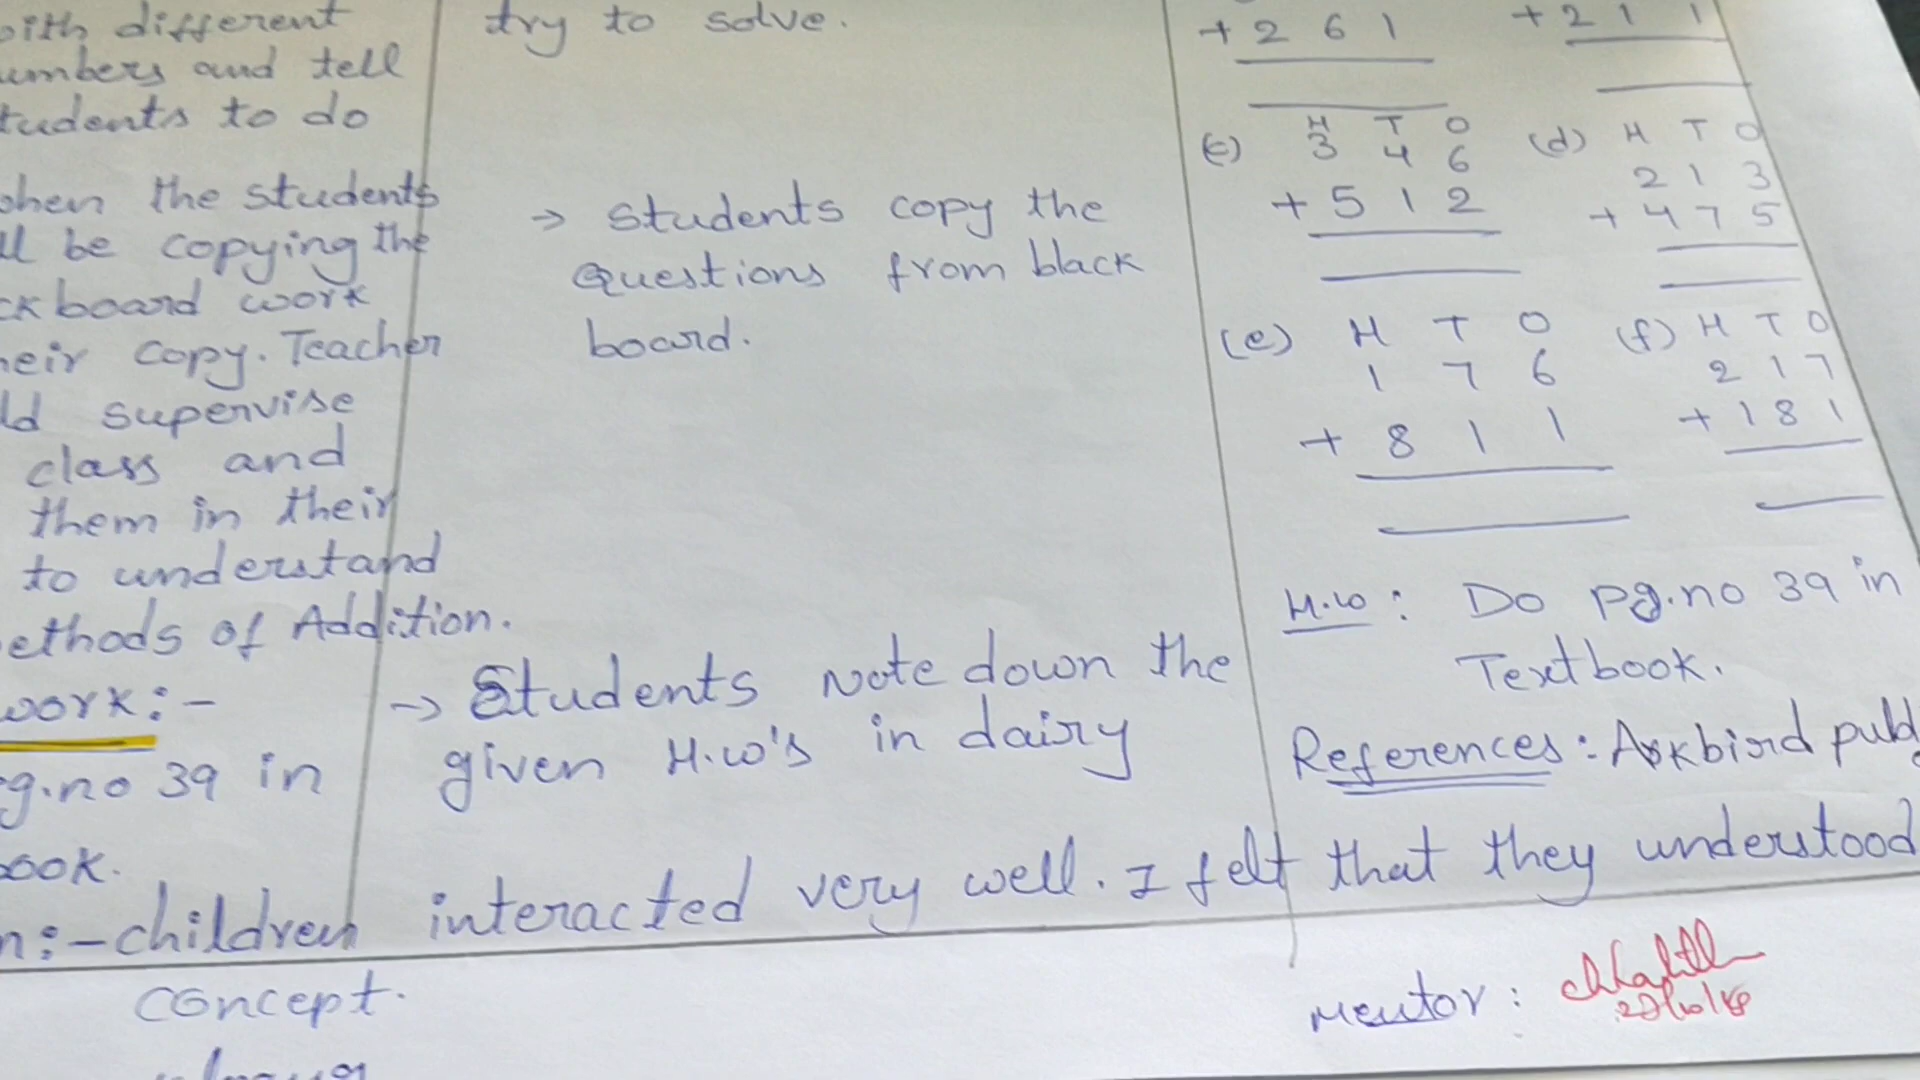 with different
numbers and tell
students to do
when the students
ll be copying the
ck board work
heir copy. Teacher
ld supervise
class and
them in their
to understand
ethods of Addition.
work:-
g.no 39 in
ook.
try to solve.
→ students copy the
Questions from black
board.
→ Students note down the
given H.w's in dairy
+ 2 6 1
+ 2 1 1
(c) H T O
3 4 6
+ 5 1 2
(d) H T O
2 1 3
+ 4 7 5
(e) H T O
1 7 6
+ 8 1 1
(f) H T O
2 1 7
+ 1 8 1
H.w: Do pg.no 39 in
Textbook.
References:
n:-children interacted very well. I felt that they understood
concept.
Mentor: